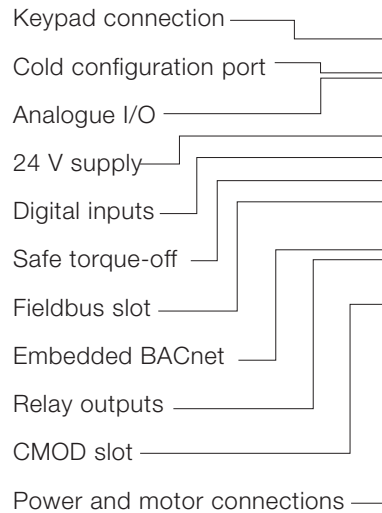 Keypad connection
Cold configuration port
Analogue I/O
24 V supply
Digital inputs
Safe torque-off
Fieldbus slot
Embedded BACnet
Relay outputs
CMOD slot
Power and motor connections